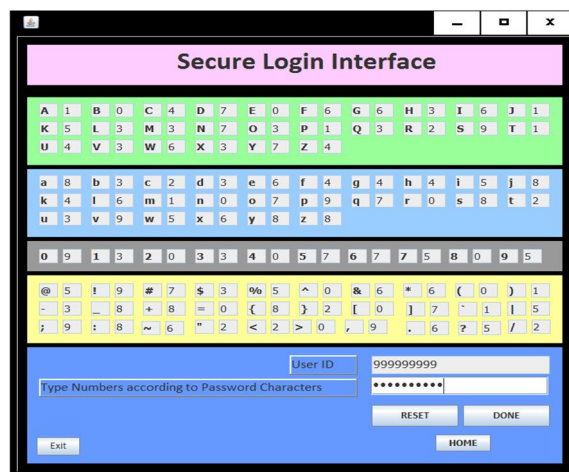 Secure Login Interface
A 1 B 0 C 4 D 7 E 0 F 6 G 6 H 3 I 6 J 1
K 5 L 3 M 3 N 7 O 3 P 1 Q 3 R 2 S 9 T 1
U 4 V 3 W 6 X 3 Y 7 Z 4
a 8 b 3 c 2 d 3 e 6 f 4 g 4 h 4 i 5 j 8
k 4 l 6 m 1 n 0 o 7 p 9 q 7 r 0 s 8 t 2
u 3 v 9 w 5 x 6 y 8 z 8
0 9 1 3 2 0 3 3 4 0 5 7 6 7 7 5 8 0 9 5
@ 5 ! 9 # 7 $ 3 % 5 ^ 0 & 6 * 6 ( 0 ) 1
- 3 _ 8 + 8 = 0 { 8 } 2 [ 0 ] 7 ` 1 | 5
; 9 : 8 ~ 6 " 2 < 2 > 0 , 9 . 6 ? 5 / 2
User ID 999999999
Type Numbers according to Password Characters ••••••••••
RESET DONE
Exit HOME